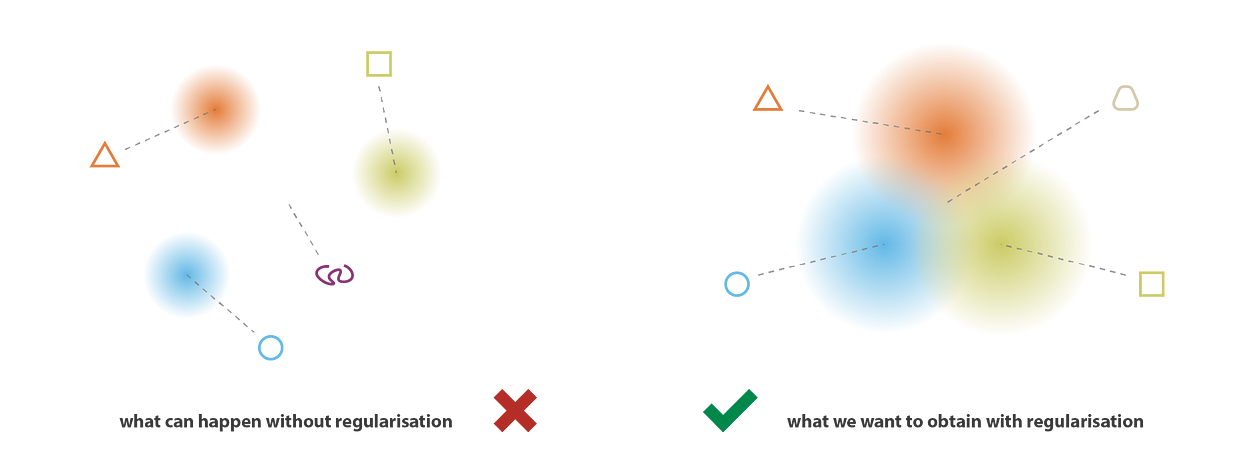 what can happen without regularisation
what we want to obtain with regularisation